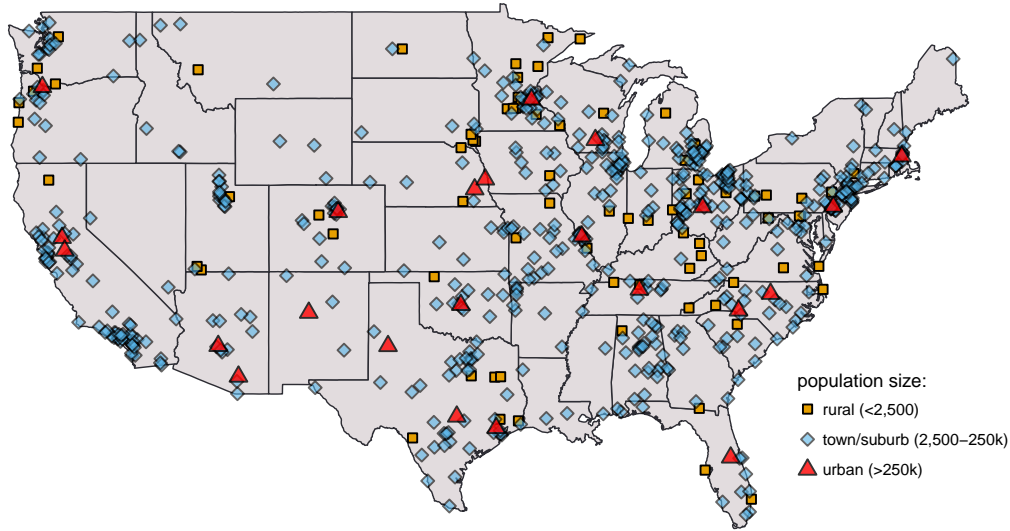 population size:
rural (<2,500)
town/suburb (2,500–250k)
urban (>250k)